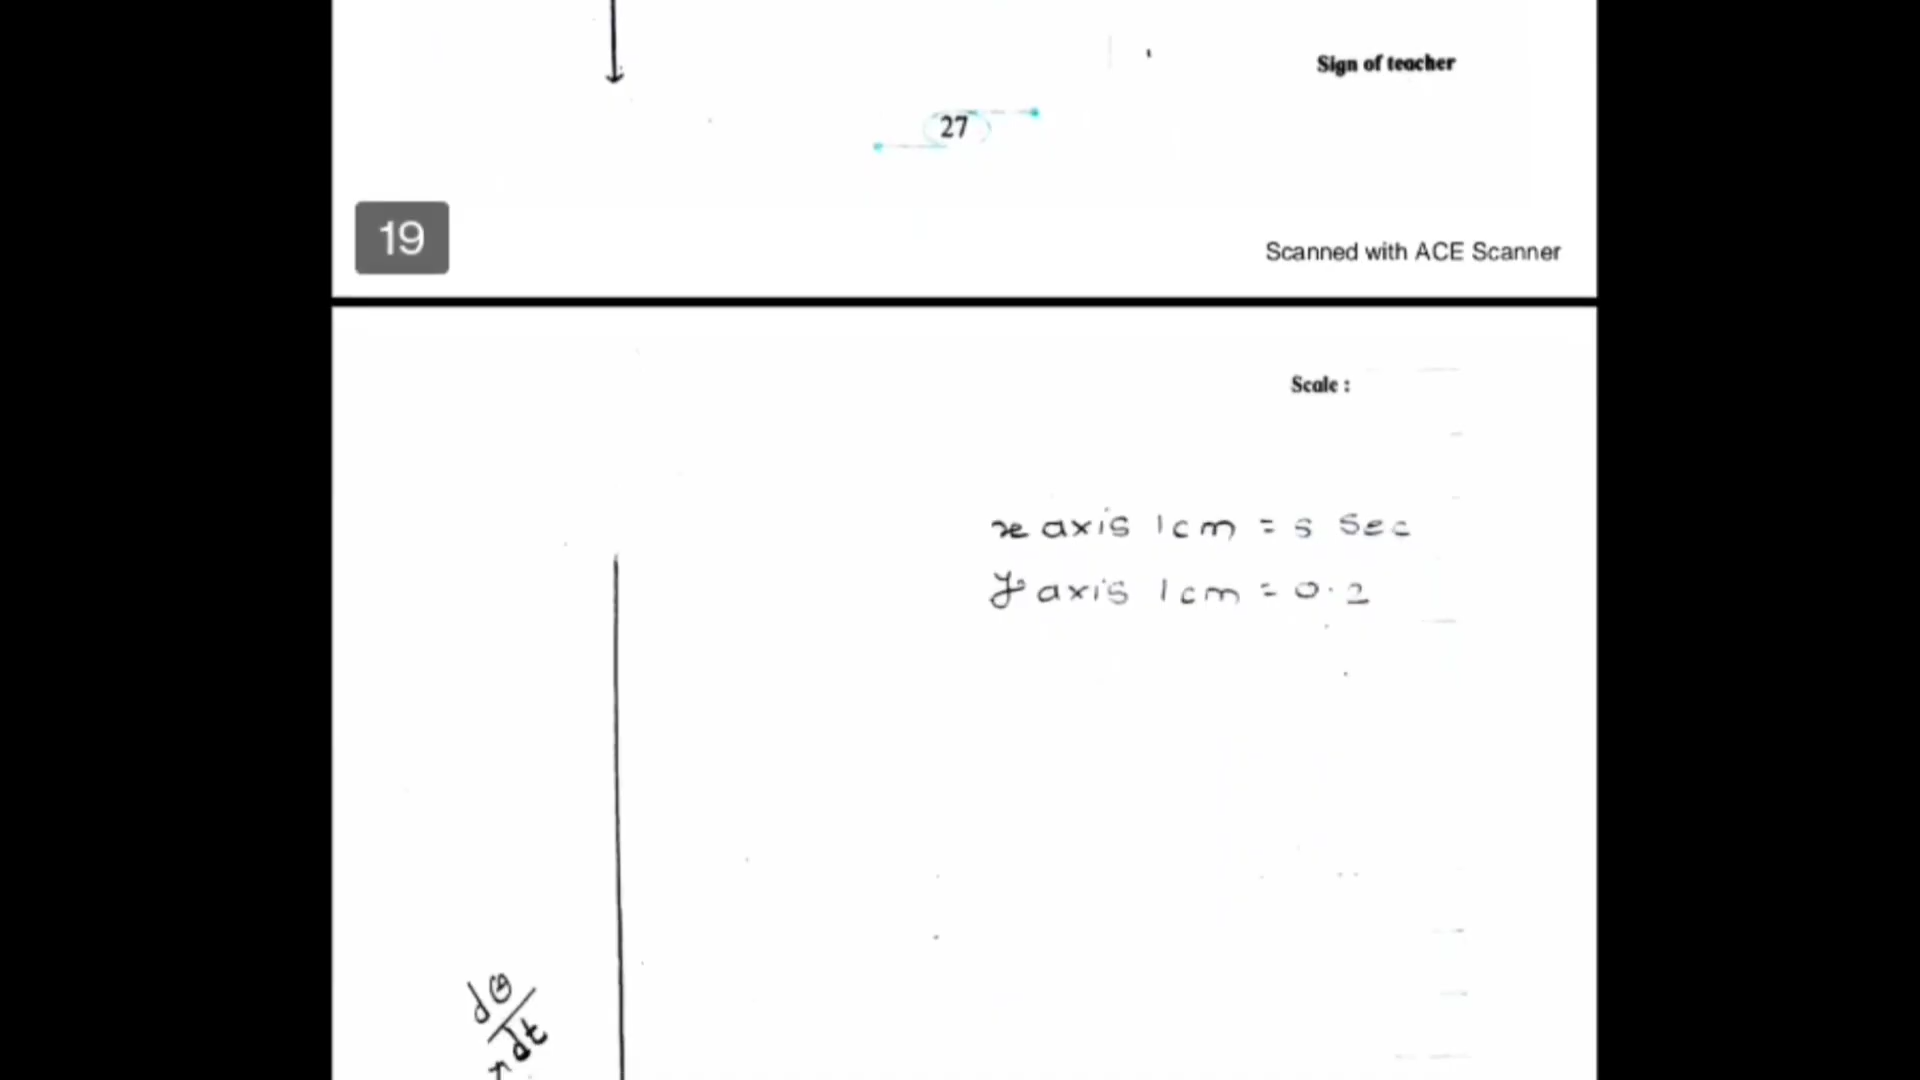 Sign of teacher
27
19
Scanned with ACE Scanner
Scale :
x axis 1cm = 5 sec
y axis 1cm = 0.2
dθ/dt